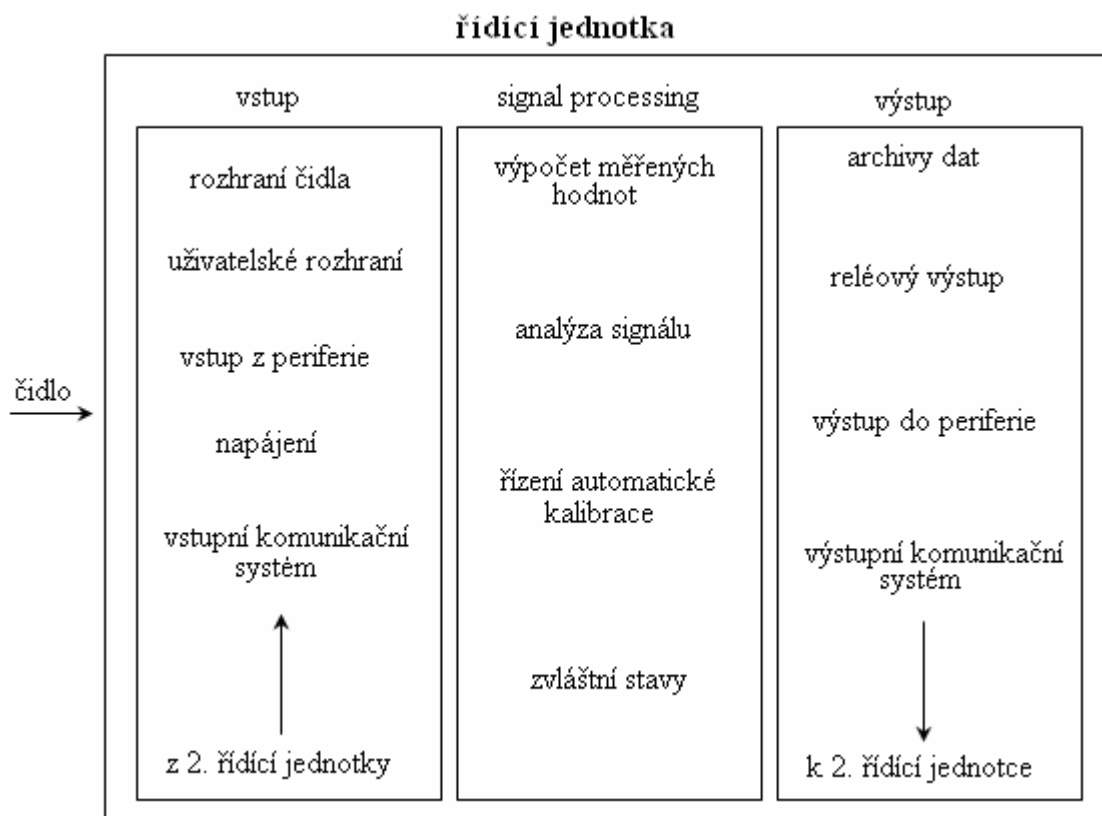 řídící jednotka
čidlo
vstup
rozhraní čidla
uživatelské rozhraní
vstup z periferie
napájení
vstupní komunikační
systém
z 2. řídící jednotky
signal processing
výpočet měřených
hodnot
analýza signálu
řízení automatické
kalibrace
zvláštní stavy
výstup
archivy dat
reléový výstup
výstup do periferie
výstupní komunikační
systém
k 2. řídící jednotce